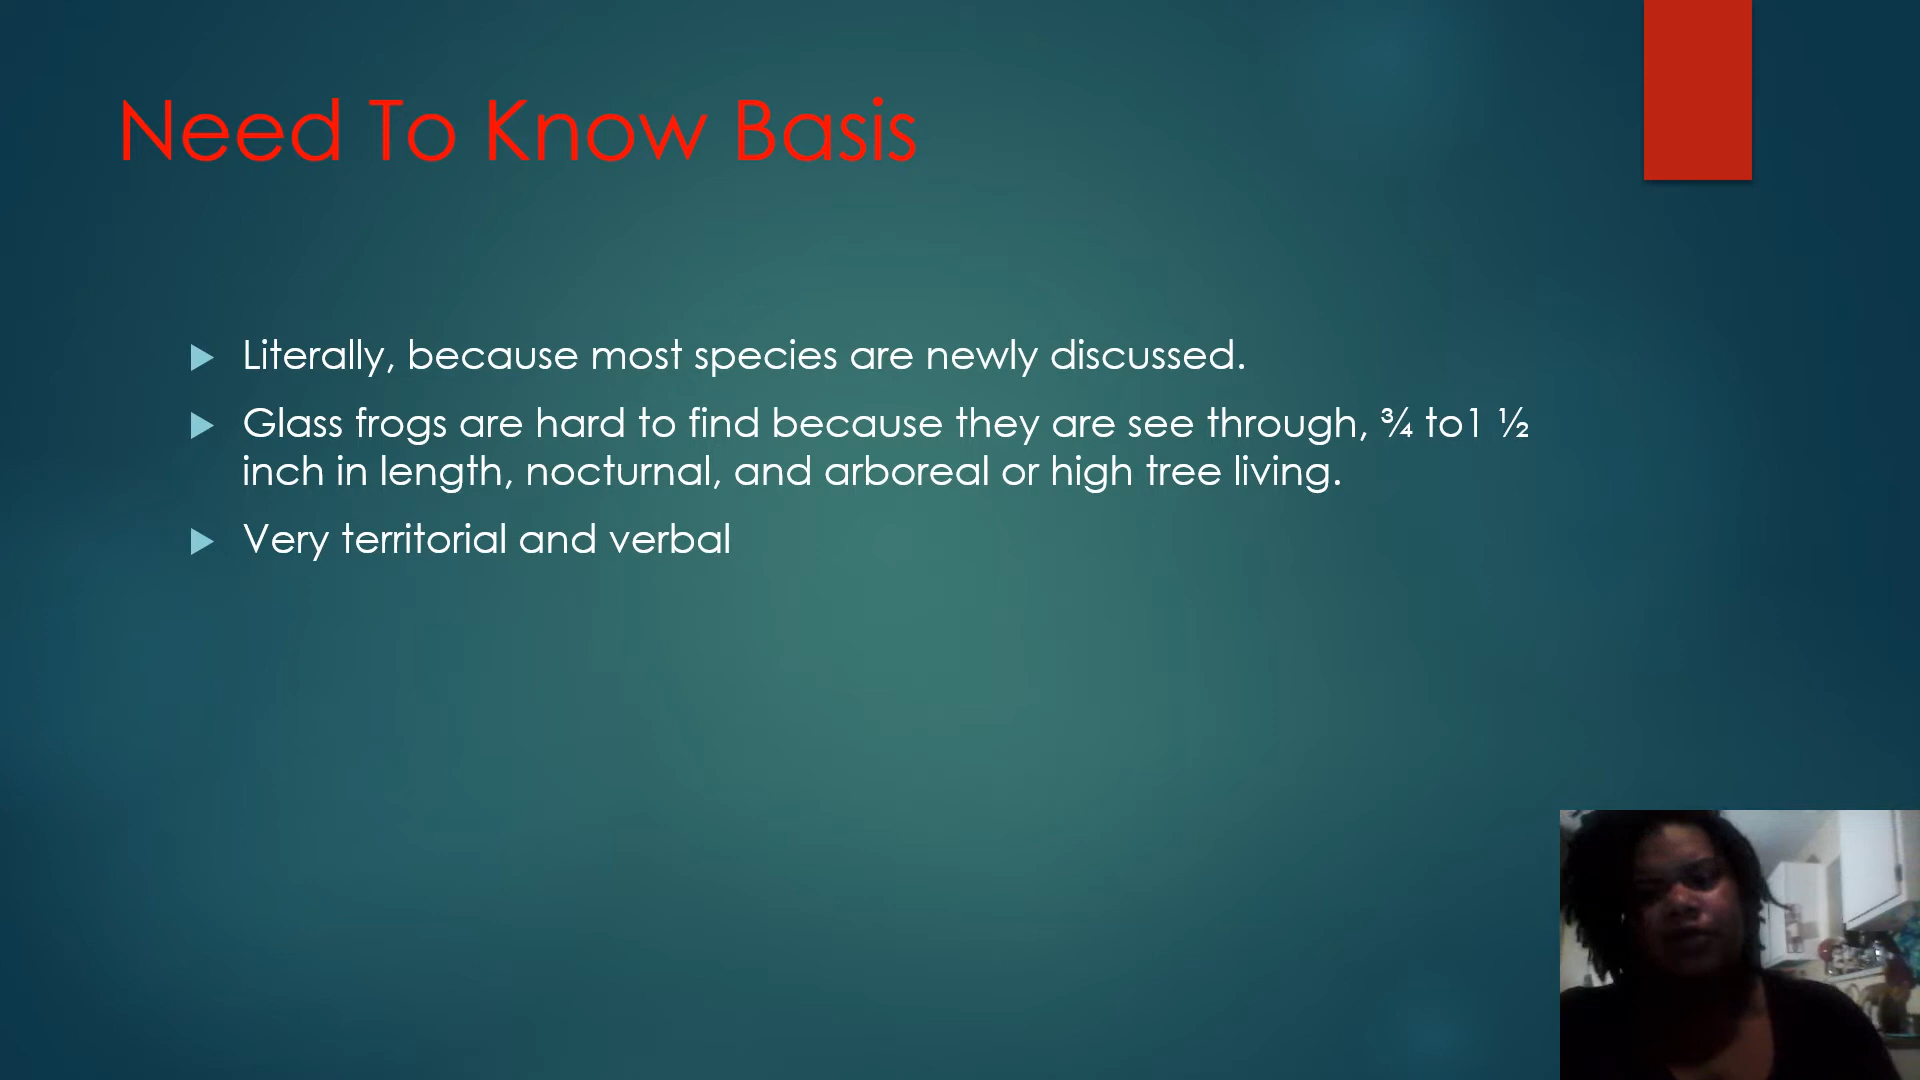 Need To Know Basis
Literally, because most species are newly discussed.
Glass frogs are hard to find because they are see through, ¾ to1 ½
inch in length, nocturnal, and arboreal or high tree living.
Very territorial and verbal